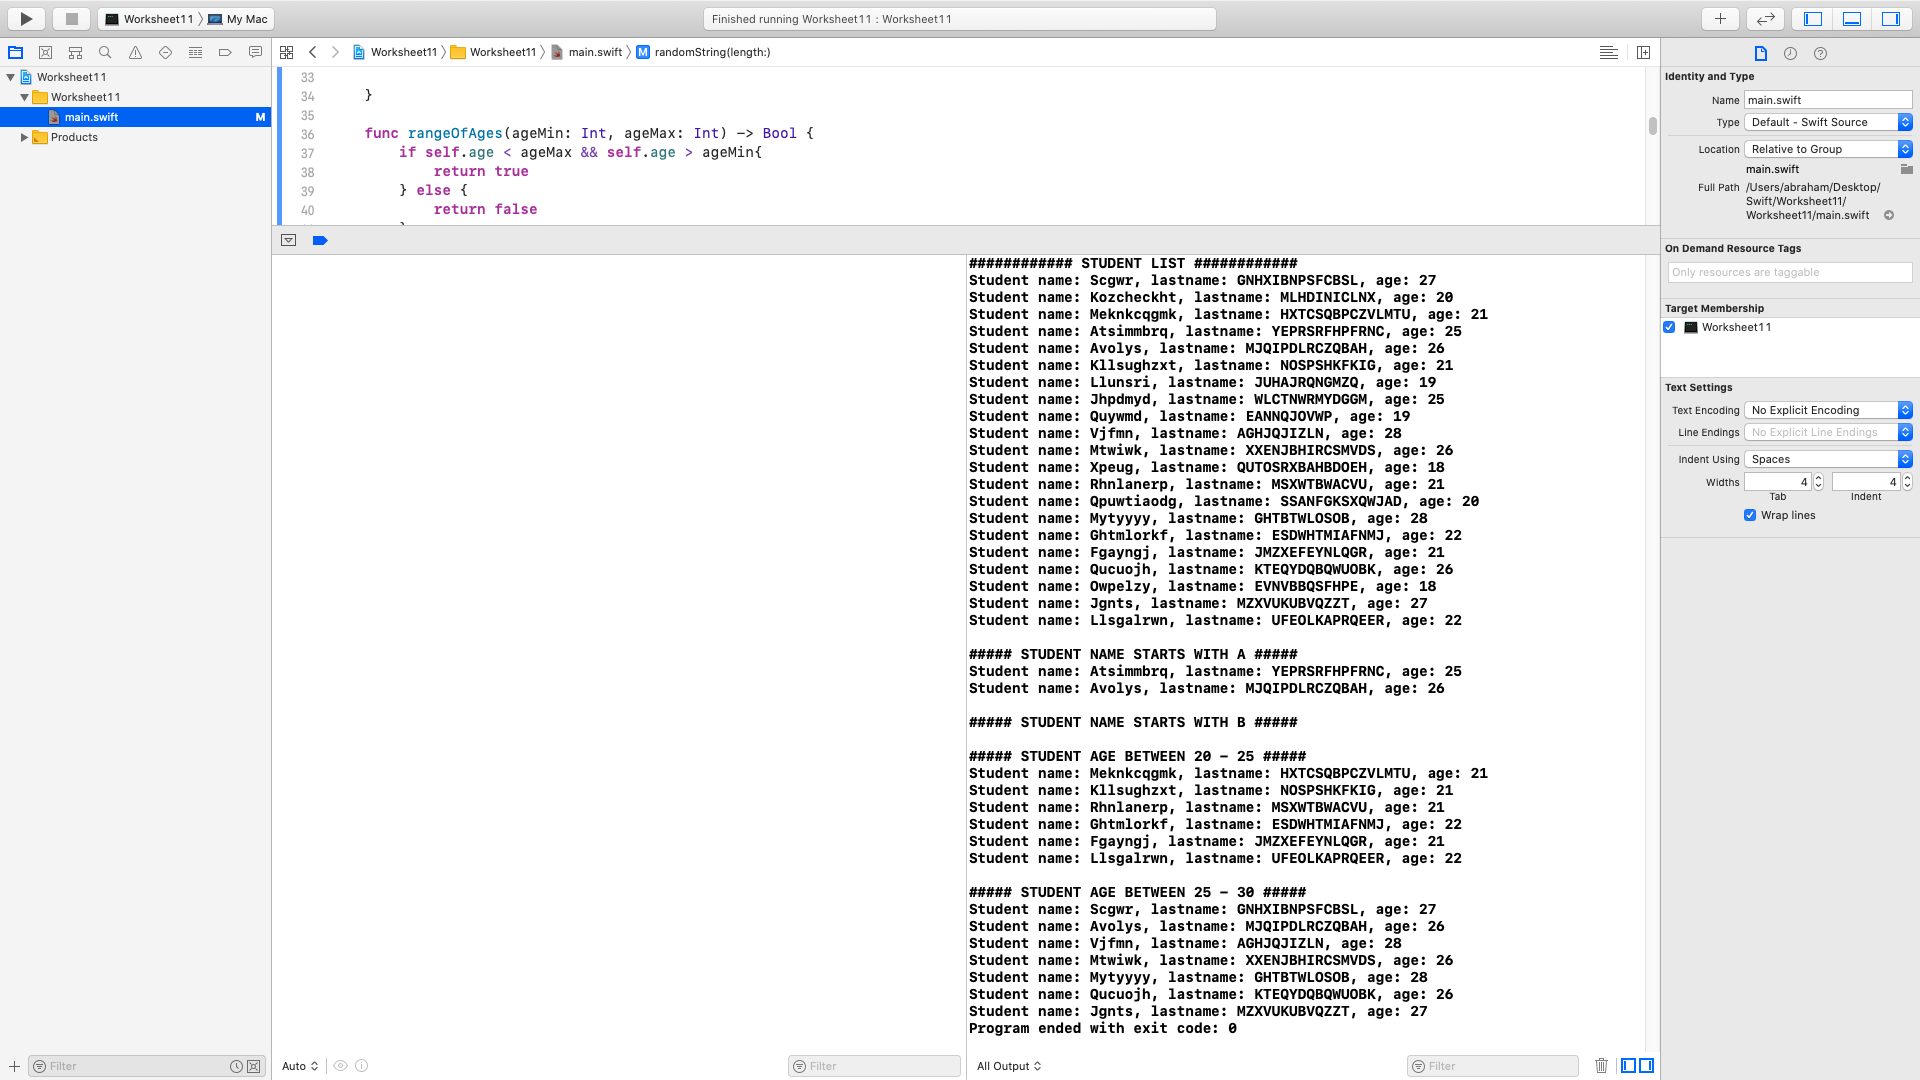 Worksheet11 My Mac
Finished running Worksheet11 : Worksheet11
Worksheet11 Worksheet11 main.swift M randomString(length:)
Worksheet11
Worksheet11
main.swift M
Products
33
34 }
35
36 func rangeOfAges(ageMin: Int, ageMax: Int) -> Bool {
37 if self.age < ageMax && self.age > ageMin{
38 return true
39 } else {
40 return false
############ STUDENT LIST ############
Student name: Scgwr, lastname: GNHXIBNPSFCBSL, age: 27
Student name: Kozcheckht, lastname: MLHDINICLNX, age: 20
Student name: Meknkcqgmk, lastname: HXTCSQBPCZVLMTU, age: 21
Student name: Atsimmbrq, lastname: YEPRSRFHPFRNC, age: 25
Student name: Avolys, lastname: MJQIPDLRCZQBAH, age: 26
Student name: Kllsughzxt, lastname: NOSPSHKFKIG, age: 21
Student name: Llunsri, lastname: JUHAJRQNGMZQ, age: 19
Student name: Jhpdmyd, lastname: WLCTNWRMYDGGM, age: 25
Student name: Quywmd, lastname: EANNQJOVWP, age: 19
Student name: Vjfmn, lastname: AGHJQJIZLN, age: 28
Student name: Mtwiwk, lastname: XXENJBHIRCSMVDS, age: 26
Student name: Xpeug, lastname: QUTOSRXBAHBDOEH, age: 18
Student name: Rhnlanerp, lastname: MSXWTBWACVU, age: 21
Student name: Qpuwtiaodg, lastname: SSANFGKSXQWJAD, age: 20
Student name: Mytyyyy, lastname: GHTBTWLOSOB, age: 28
Student name: Ghtmlorkf, lastname: ESDWHTMIAFNMJ, age: 22
Student name: Fgayngj, lastname: JMZXEFEYNLQGR, age: 21
Student name: Qucuojh, lastname: KTEQYDQBQWUOBK, age: 26
Student name: Owpelzy, lastname: EVNVBBQSFHPE, age: 18
Student name: Jgnts, lastname: MZXVUKUBVQZZT, age: 27
Student name: Llsgalrwn, lastname: UFEOLKAPRQEER, age: 22
##### STUDENT NAME STARTS WITH A #####
Student name: Atsimmbrq, lastname: YEPRSRFHPFRNC, age: 25
Student name: Avolys, lastname: MJQIPDLRCZQBAH, age: 26
##### STUDENT NAME STARTS WITH B #####
##### STUDENT AGE BETWEEN 20 - 25 #####
Student name: Meknkcqgmk, lastname: HXTCSQBPCZVLMTU, age: 21
Student name: Kllsughzxt, lastname: NOSPSHKFKIG, age: 21
Student name: Rhnlanerp, lastname: MSXWTBWACVU, age: 21
Student name: Ghtmlorkf, lastname: ESDWHTMIAFNMJ, age: 22
Student name: Fgayngj, lastname: JMZXEFEYNLQGR, age: 21
Student name: Llsgalrwn, lastname: UFEOLKAPRQEER, age: 22
##### STUDENT AGE BETWEEN 25 - 30 #####
Student name: Scgwr, lastname: GNHXIBNPSFCBSL, age: 27
Student name: Avolys, lastname: MJQIPDLRCZQBAH, age: 26
Student name: Vjfmn, lastname: AGHJQJIZLN, age: 28
Student name: Mtwiwk, lastname: XXENJBHIRCSMVDS, age: 26
Student name: Mytyyyy, lastname: GHTBTWLOSOB, age: 28
Student name: Qucuojh, lastname: KTEQYDQBQWUOBK, age: 26
Student name: Jgnts, lastname: MZXVUKUBVQZZT, age: 27
Program ended with exit code: 0
Identity and Type
Name main.swift
Type Default - Swift Source
Location Relative to Group
main.swift
Full Path /Users/abraham/Desktop/
Swift/Worksheet11/
Worksheet11/main.swift
On Demand Resource Tags
Only resources are taggable
Target Membership
Worksheet11
Text Settings
Text Encoding No Explicit Encoding
Line Endings No Explicit Line Endings
Indent Using Spaces
Widths 4 4
Tab Indent
Wrap lines
Filter
Auto Filter
All Output Filter